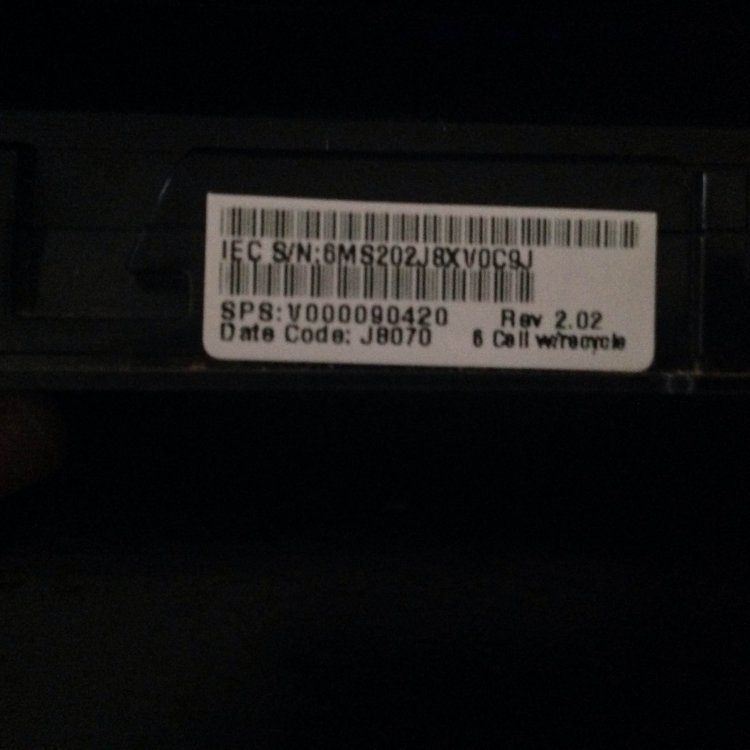 IEC S/N:6MS202J8XV0C9J
SPS:V000090420 Rev 2.02
Date Code: J8070 6 Cell w/recycle